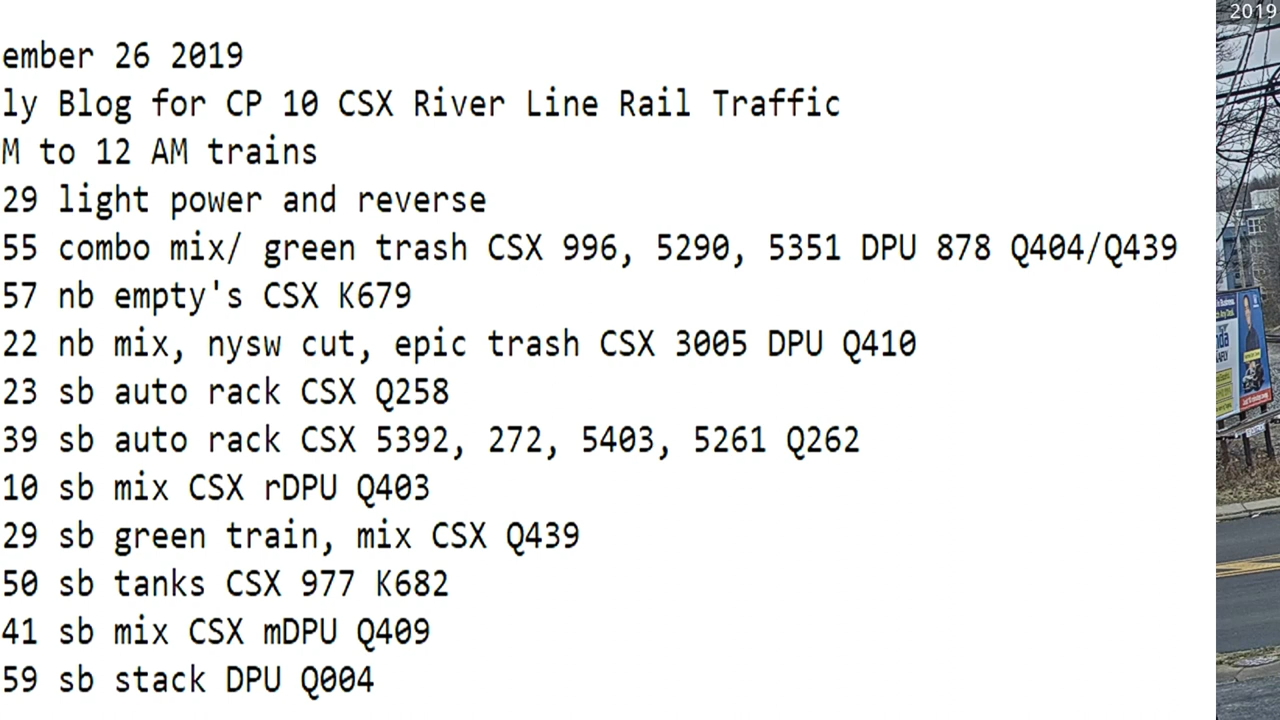 ember 26 2019
ly Blog for CP 10 CSX River Line Rail Traffic
M to 12 AM trains
29 light power and reverse
55 combo mix/ green trash CSX 996, 5290, 5351 DPU 878 Q404/Q439
57 nb empty's CSX K679
22 nb mix, nysw cut, epic trash CSX 3005 DPU Q410
23 sb auto rack CSX Q258
39 sb auto rack CSX 5392, 272, 5403, 5261 Q262
10 sb mix CSX rDPU Q403
29 sb green train, mix CSX Q439
50 sb tanks CSX 977 K682
41 sb mix CSX mDPU Q409
59 sb stack DPU Q004
2019